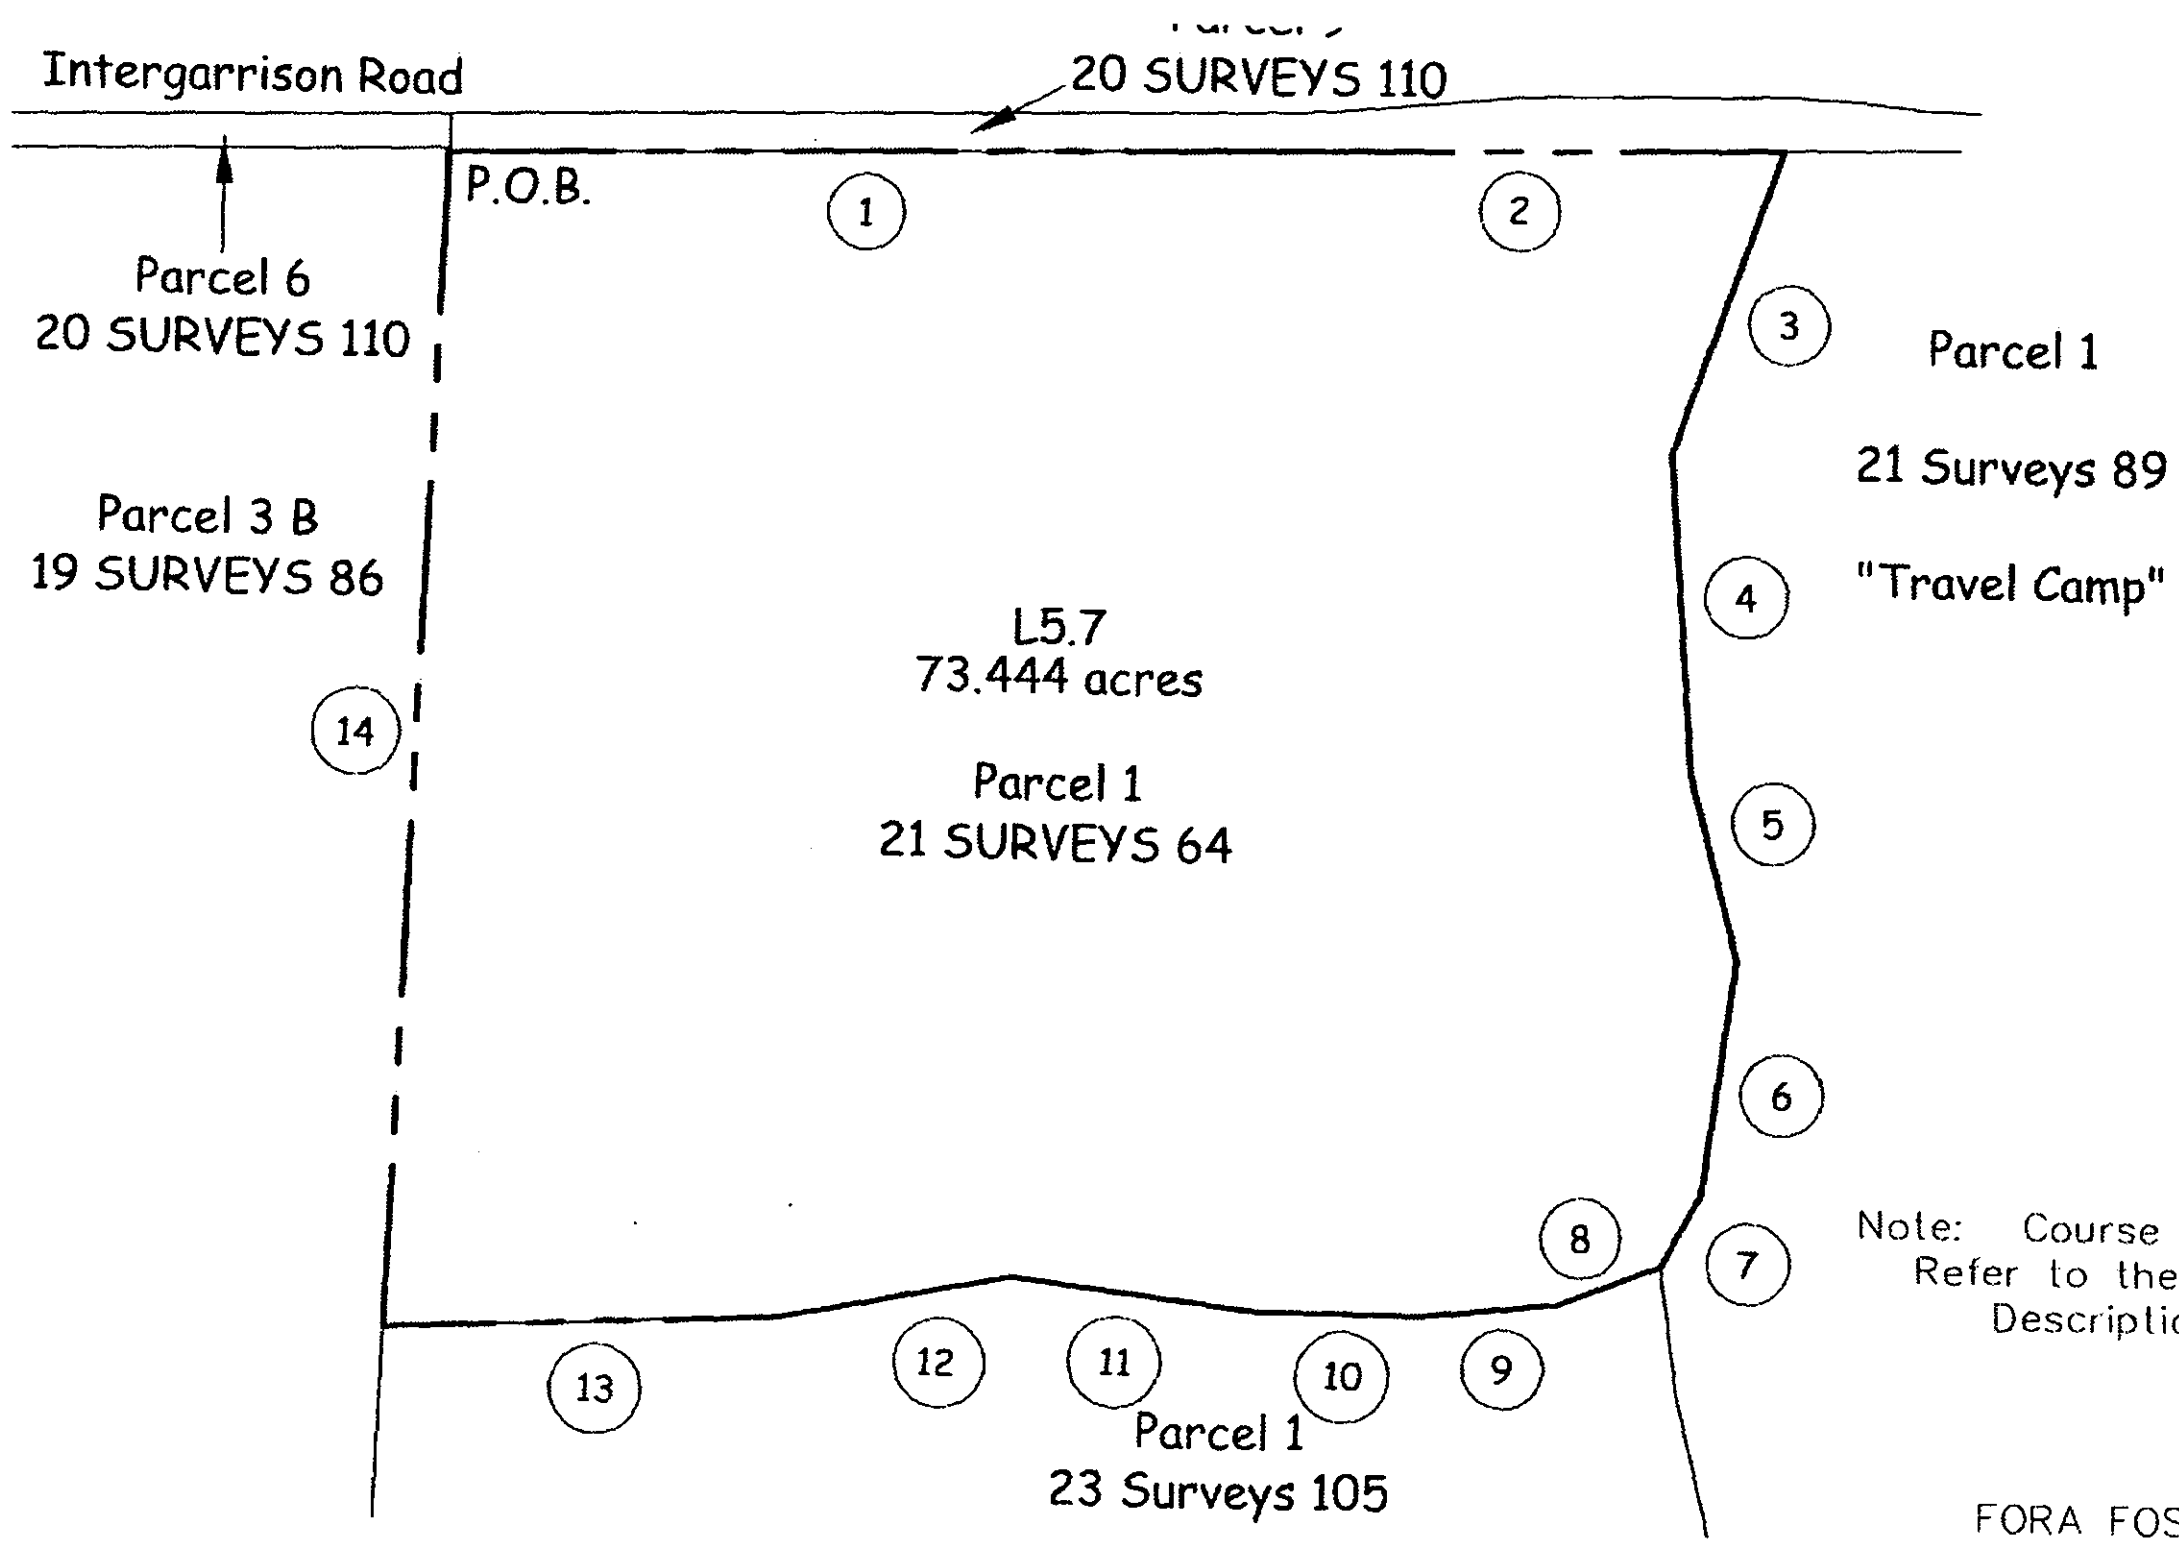 Intergarrison Road
20 SURVEYS 110
P.O.B.
1
2
Parcel 6
20 SURVEYS 110
3
Parcel 1
21 Surveys 89
"Travel Camp"
Parcel 3 B
19 SURVEYS 86
4
L5.7
73.444 acres
14
Parcel 1
21 SURVEYS 64
5
6
8
7
Note: Course
Refer to the
13
12
11
10
9
Parcel 1
23 Surveys 105
FORA